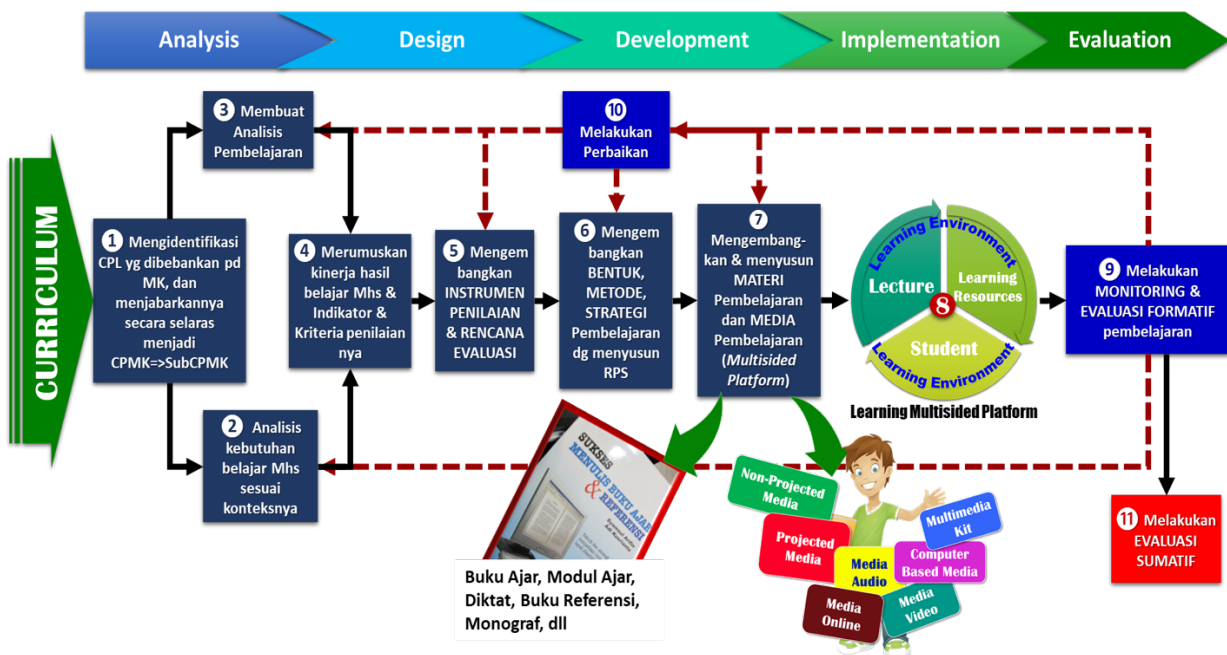 Analysis
Design
Development
Implementation
Evaluation
CURRICULUM
1 Mengidentifikasi
CPL yg dibebankan pd
MK, dan
menjabarkannya
secara selaras
menjadi
CPMK=>SubCPMK
2 Analisis
kebutuhan
belajar Mhs
sesuai
konteksnya
3 Membuat
Analisis
Pembelajaran
4 Merumuskan
kinerja hasil
belajar Mhs &
Indikator &
Kriteria penilaian
nya
5 Mengem
bangkan
INSTRUMEN
PENILAIAN
& RENCANA
EVALUASI
6 Mengem
bangkan
BENTUK,
METODE,
STRATEGI
Pembelajaran
dg menyusun
RPS
7
Mengembang-
kan & menyusun
MATERI
Pembelajaran
dan MEDIA
Pembelajaran
(Multisided
Platform)
Learning Environment
Lecture
Learning
Resources
8
Student
Learning Environment
Learning Multisided Platform
9 Melakukan
MONITORING &
EVALUASI FORMATIF
pembelajaran
10
Melakukan
Perbaikan
11 Melakukan
EVALUASI
SUMATIF
SUKSES
MENULIS BUKU AJAR
& REFERENSI
Buku Ajar, Modul Ajar,
Diktat, Buku Referensi,
Monograf, dll
Non-Projected
Media
Projected
Media
Media
Audio
Multimedia
Kit
Computer
Based Media
Media
Online
Media
Video